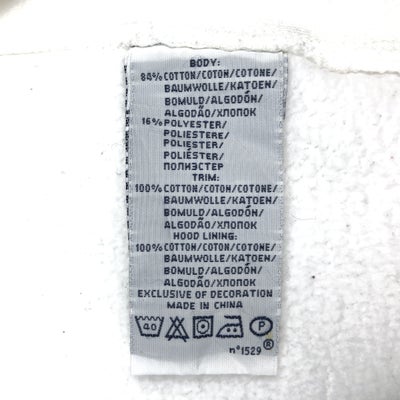 BODY:
84% COTTON/COTON/COTONE/
BAUMWOLLE/KATOEN/
BOMULD/ALGODÓN/
ALGODÃO/ХЛОПОК
16% POLYESTER/
POLIESTERE/
POLYESTER/
POLIÉSTER/
ПОЛИЭСТЕР
TRIM:
100% COTTON/COTON/COTONE/
BAUMWOLLE/KATOEN/
BOMULD/ALGODÓN/
ALGODÃO/ХЛОПОК
HOOD LINING:
100% COTTON/COTON/COTONE/
BAUMWOLLE/KATOEN/
BOMULD/ALGODÓN/
ALGODÃO/ХЛОПОК
EXCLUSIVE OF DECORATION
MADE IN CHINA
40 P
n°1529 ®